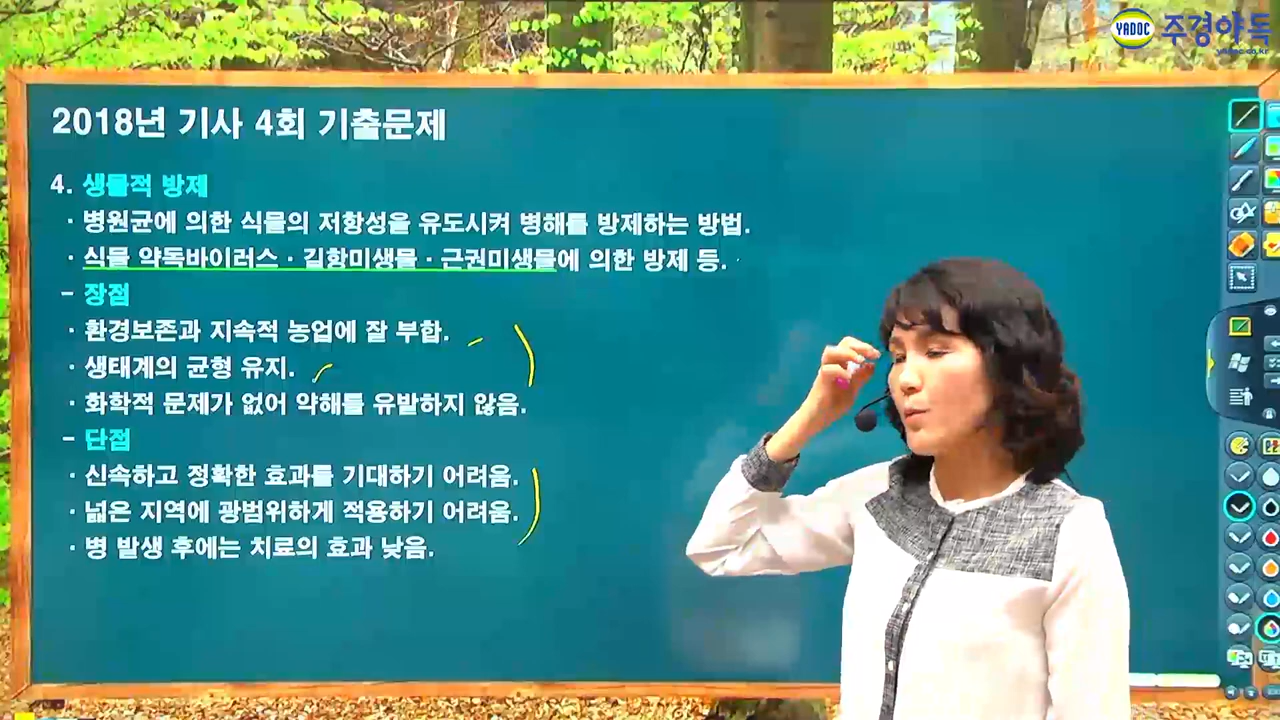 YADOC 주경야독
yadoc.co.kr
2018년 기사 4회 기출문제
4. 생물적 방제
· 병원균에 의한 식물의 저항성을 유도시켜 병해를 방제하는 방법.
· 식물 약독바이러스 · 길항미생물 · 근권미생물에 의한 방제 등.
- 장점
· 환경보존과 지속적 농업에 잘 부합.
· 생태계의 균형 유지.
· 화학적 문제가 없어 약해를 유발하지 않음.
- 단점
· 신속하고 정확한 효과를 기대하기 어려움.
· 넓은 지역에 광범위하게 적용하기 어려움.
· 병 발생 후에는 치료의 효과 낮음.